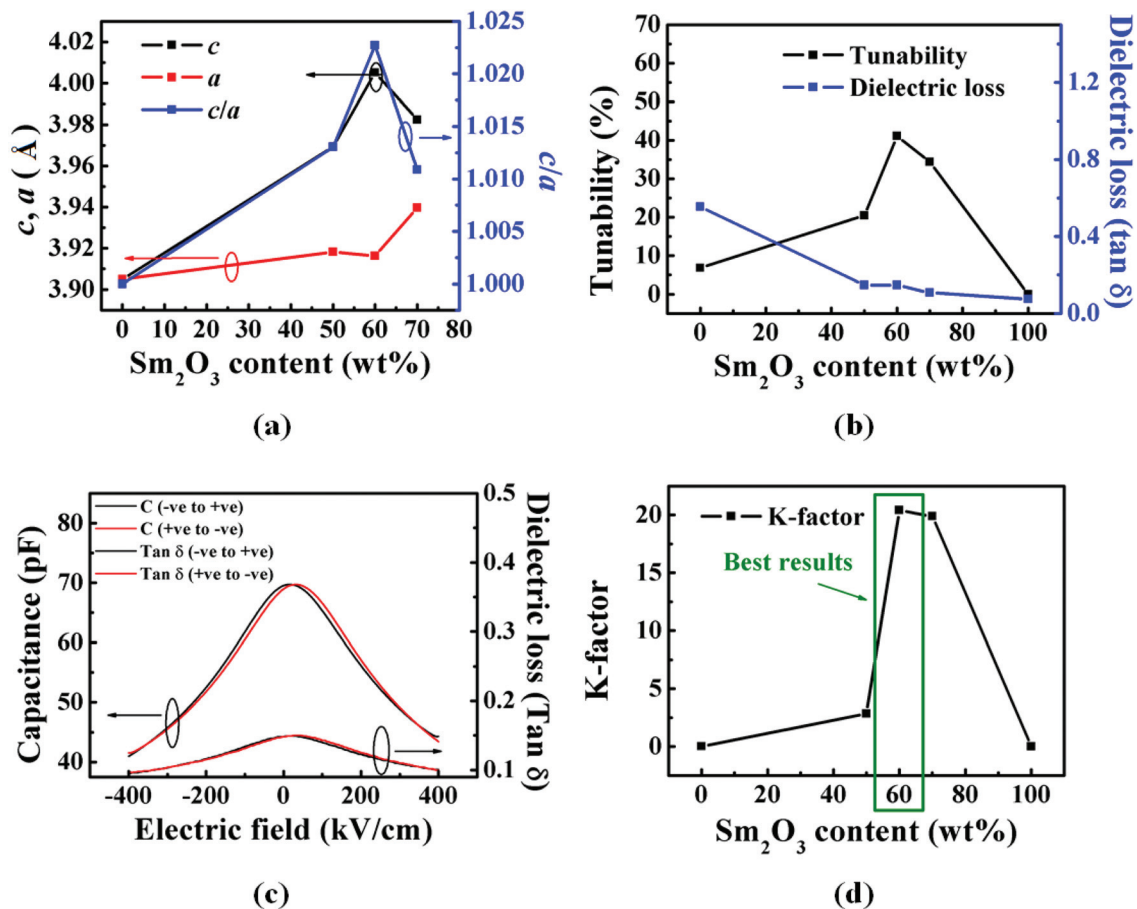 4.02
4.00
3.98
3.96
3.94
3.92
3.90
c, a ( Å)
c
a
c/a
1.025
1.020
1.015
1.010
1.005
1.000
c/a
0 10 20 30 40 50 60 70 80
Sm₂O₃ content (wt%)
(a)
70
60
50
40
30
20
10
0
Tunability (%)
Tunability
Dielectric loss
1.2
0.8
0.4
0.0
Dielectric loss (tan δ)
0 20 40 60 80 100
Sm₂O₃ content (wt%)
(b)
80
70
60
50
40
Capacitance (pF)
C (-ve to +ve)
C (+ve to -ve)
Tan δ (-ve to +ve)
Tan δ (+ve to -ve)
0.5
0.4
0.3
0.2
0.1
Dielectric loss (Tan δ)
-400 -200 0 200 400
Electric field (kV/cm)
(c)
20
15
10
5
0
K-factor
K-factor
Best results
0 20 40 60 80 100
Sm₂O₃ content (wt%)
(d)